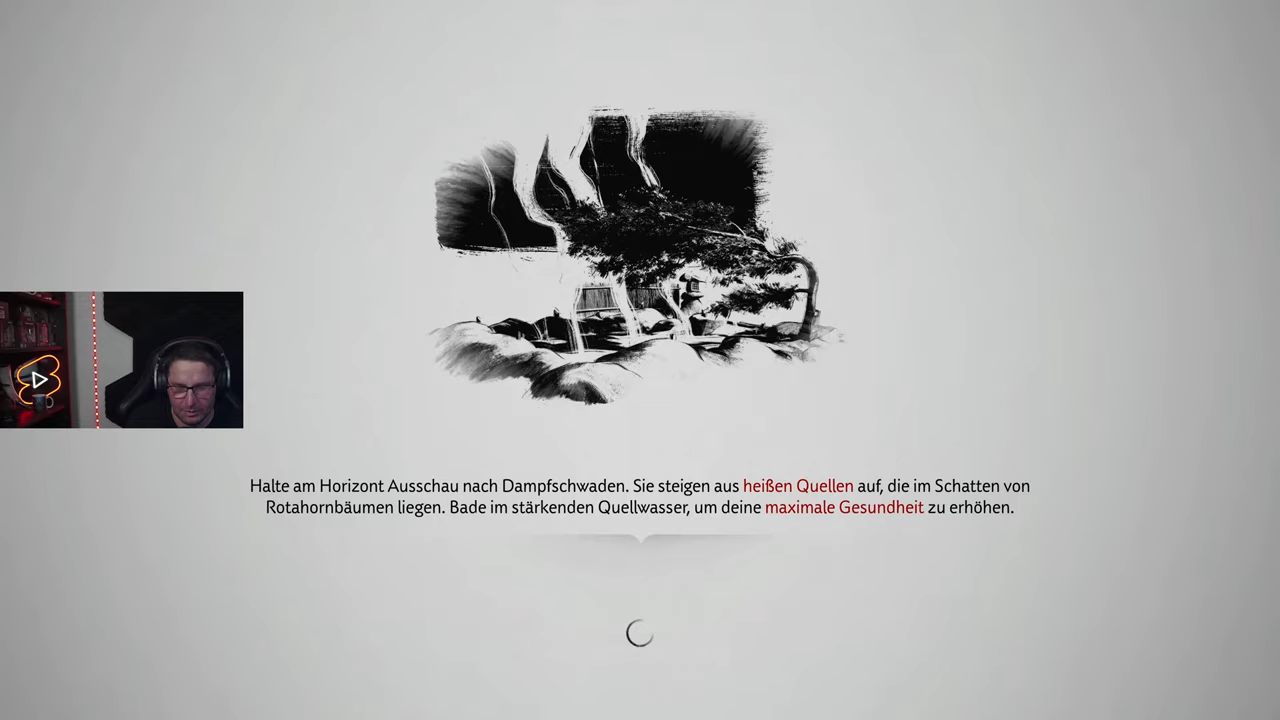 Halte am Horizont Ausschau nach Dampfschwaden. Sie steigen aus heißen Quellen auf, die im Schatten von
Rotahornbäumen liegen. Bade im stärkenden Quellwasser, um deine maximale Gesundheit zu erhöhen.